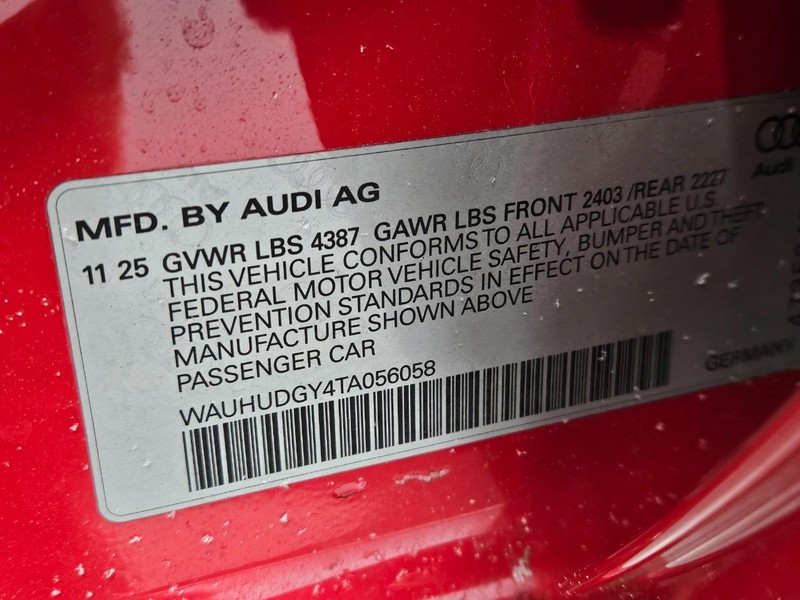 Audi
MFD. BY AUDI AG
11 25 GVWR LBS 4387 GAWR LBS FRONT 2403 /REAR 2227
THIS VEHICLE CONFORMS TO ALL APPLICABLE U.S.
FEDERAL MOTOR VEHICLE SAFETY, BUMPER AND THEFT
PREVENTION STANDARDS IN EFFECT ON THE DATE OF
MANUFACTURE SHOWN ABOVE
PASSENGER CAR
WAUHUDGY4TA056058
GERMANY